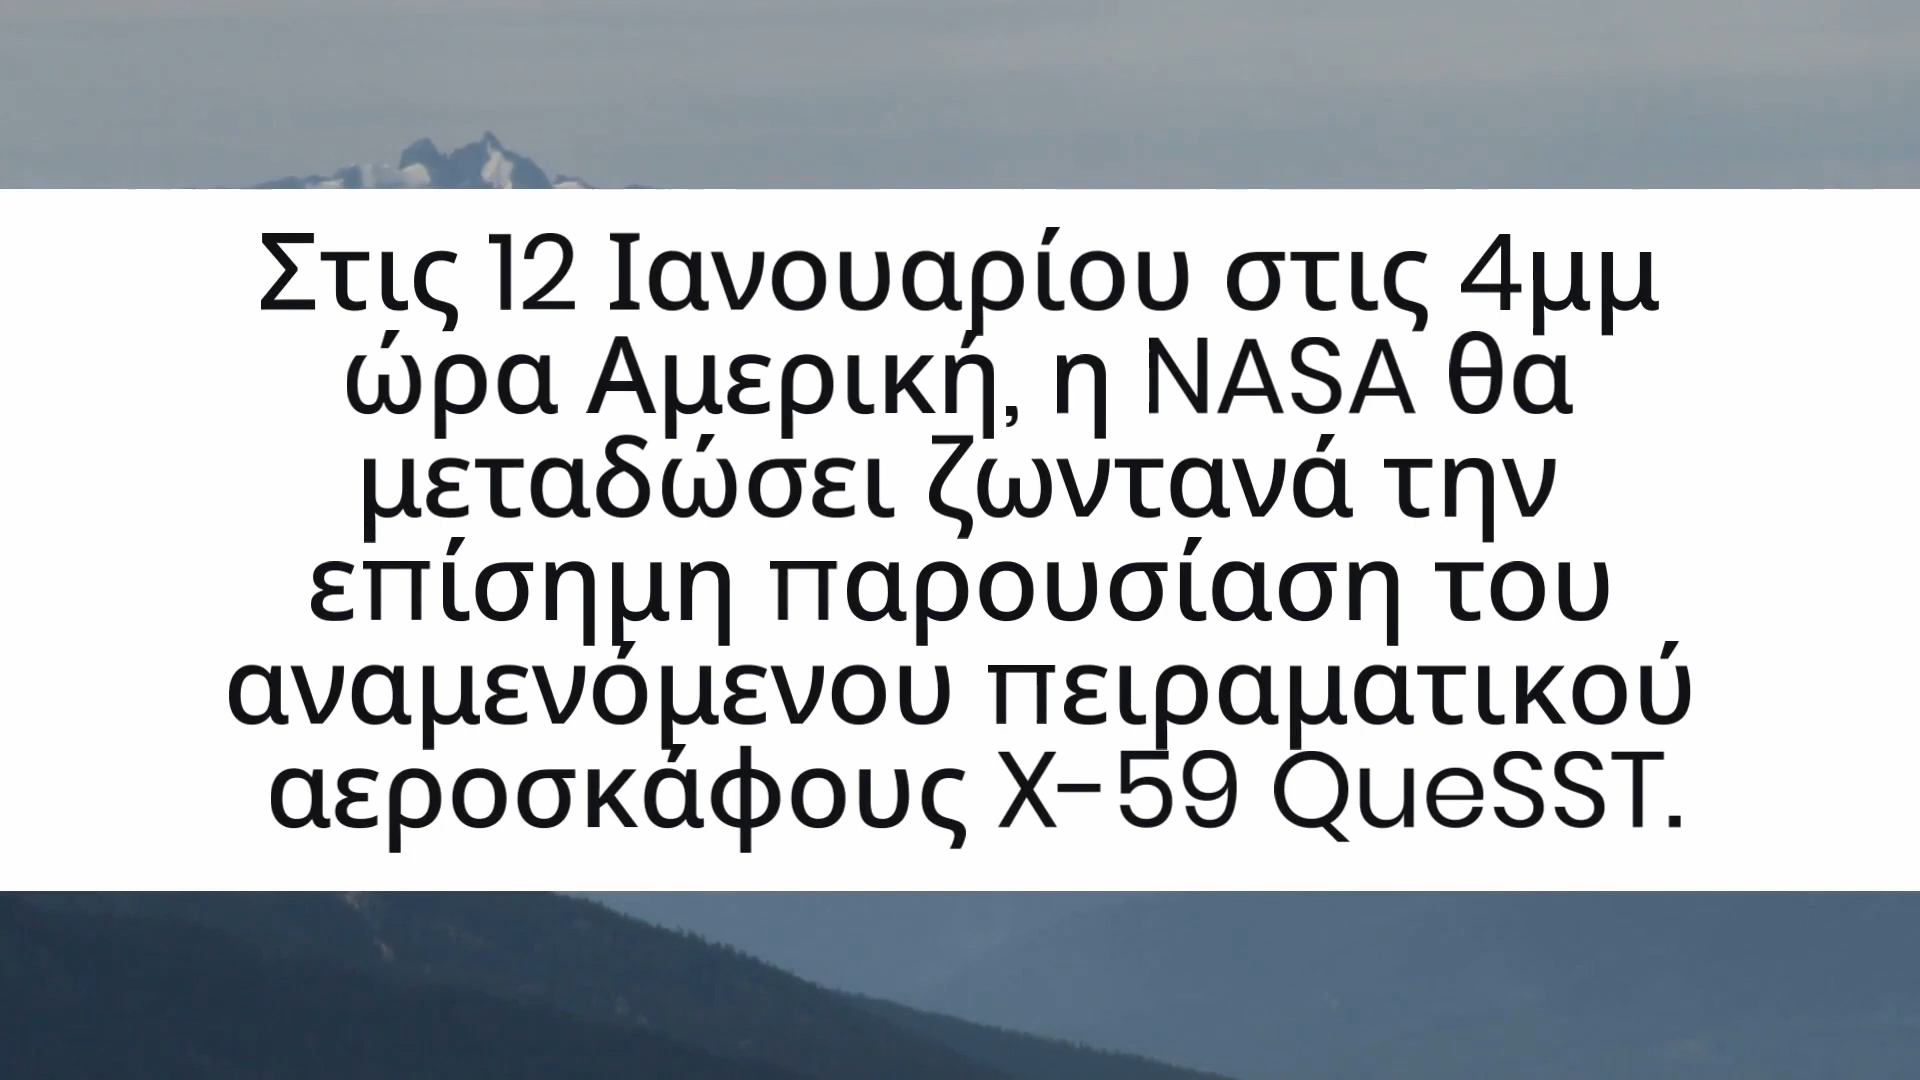 Στις 12 Ιανουαρίου στις 4μμ
ώρα Αμερική, η NASA θα
μεταδώσει ζωντανά την
επίσημη παρουσίαση του
αναμενόμενου πειραματικού
αεροσκάφους X-59 QueSST.